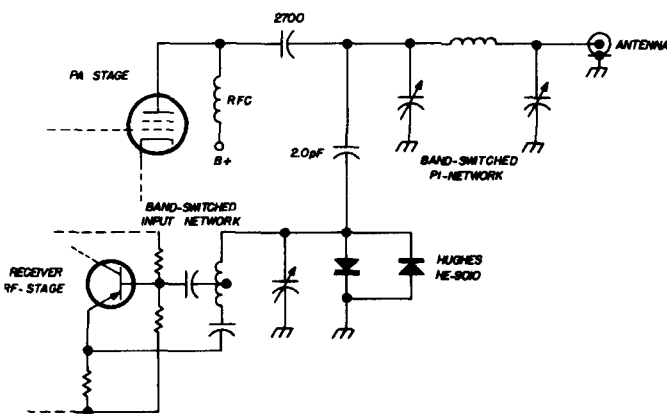 2700
ANTENNA
PA STAGE
RFC
B+
2.0pF
BAND-SWITCHED
PI-NETWORK
BAND-SWITCHED
INPUT NETWORK
RECEIVER
RF-STAGE
HUGHES
HE-SO10